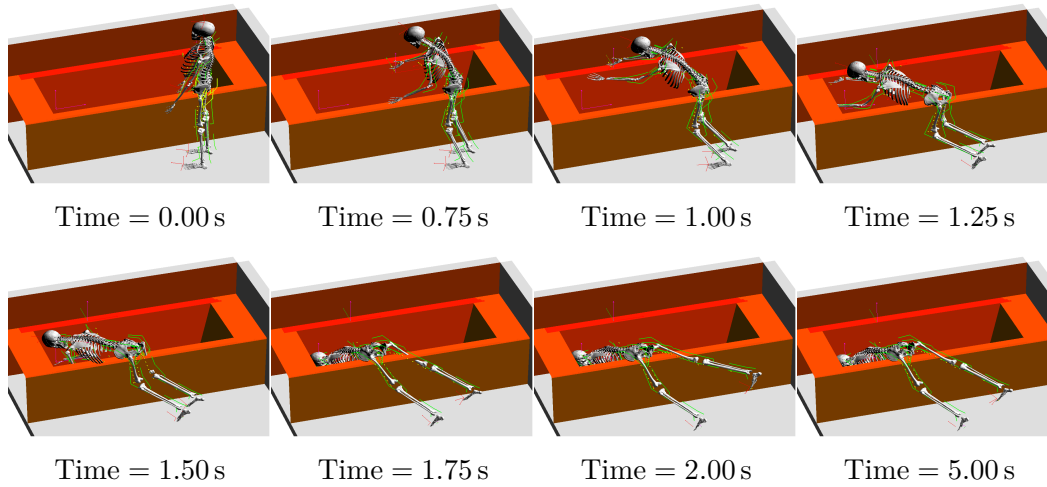 Time = 0.00 s
Time = 0.75 s
Time = 1.00 s
Time = 1.25 s
Time = 1.50 s
Time = 1.75 s
Time = 2.00 s
Time = 5.00 s